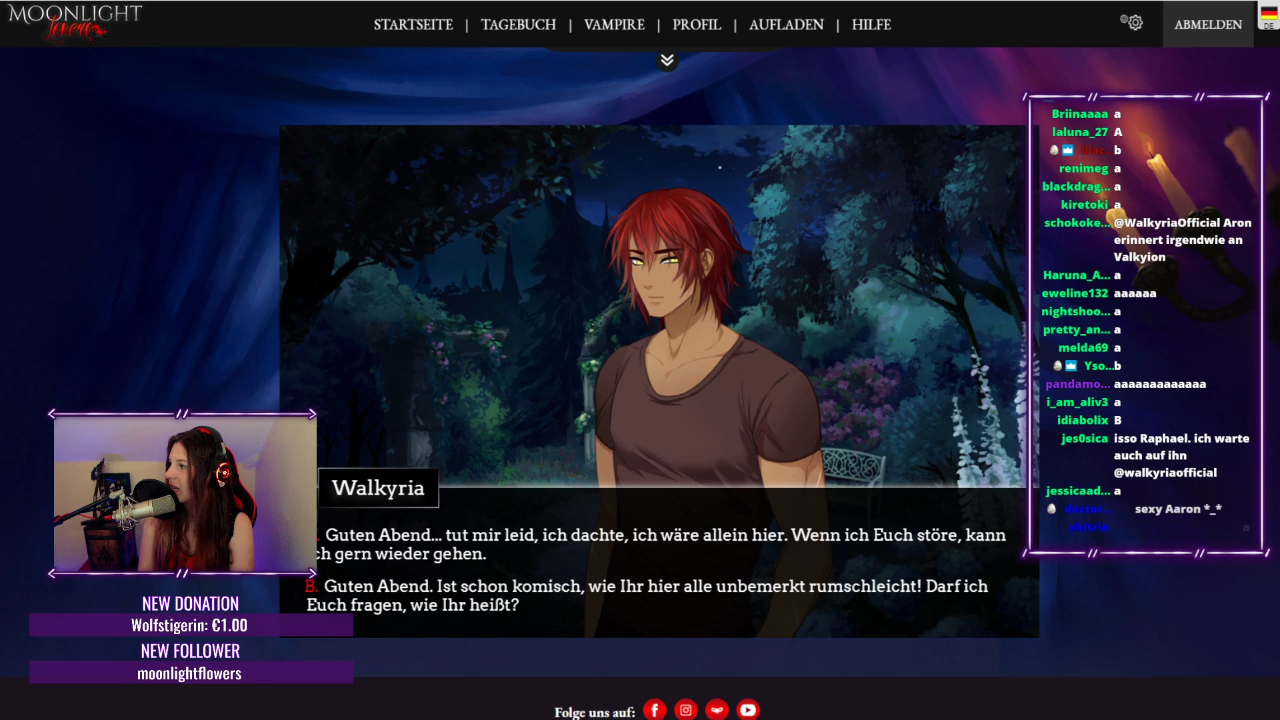 MOONLIGHT
Lovers
STARTSEITE | TAGEBUCH | VAMPIRE | PROFIL | AUFLADEN | HILFE
ABMELDEN
DE
Briinaaaa a
laluna_27 A
b
renimeg a
blackdrag... a
kiretoki a
schokoke... @WalkyriaOfficial Aron
erinnert irgendwie an
Valkyion
Haruna_A... a
eweline132 aaaaaa
nightshoo... a
pretty_an... a
melda69 a
Yso... b
pandamo... aaaaaaaaaaaaa
i_am_aliv3 a
idiabolix B
jes0sica isso Raphael. ich warte
auch auf ihn
@walkyriaofficial
jessicaad... a
doctor... sexy Aaron *_*
a
Walkyria
Guten Abend... tut mir leid, ich dachte, ich wäre allein hier. Wenn ich Euch störe, kann
ch gern wieder gehen.
B. Guten Abend. Ist schon komisch, wie Ihr hier alle unbemerkt rumschleicht! Darf ich
Euch fragen, wie Ihr heißt?
NEW DONATION
Wolfstigerin: €1.00
NEW FOLLOWER
moonlightflowers
Folge uns auf: